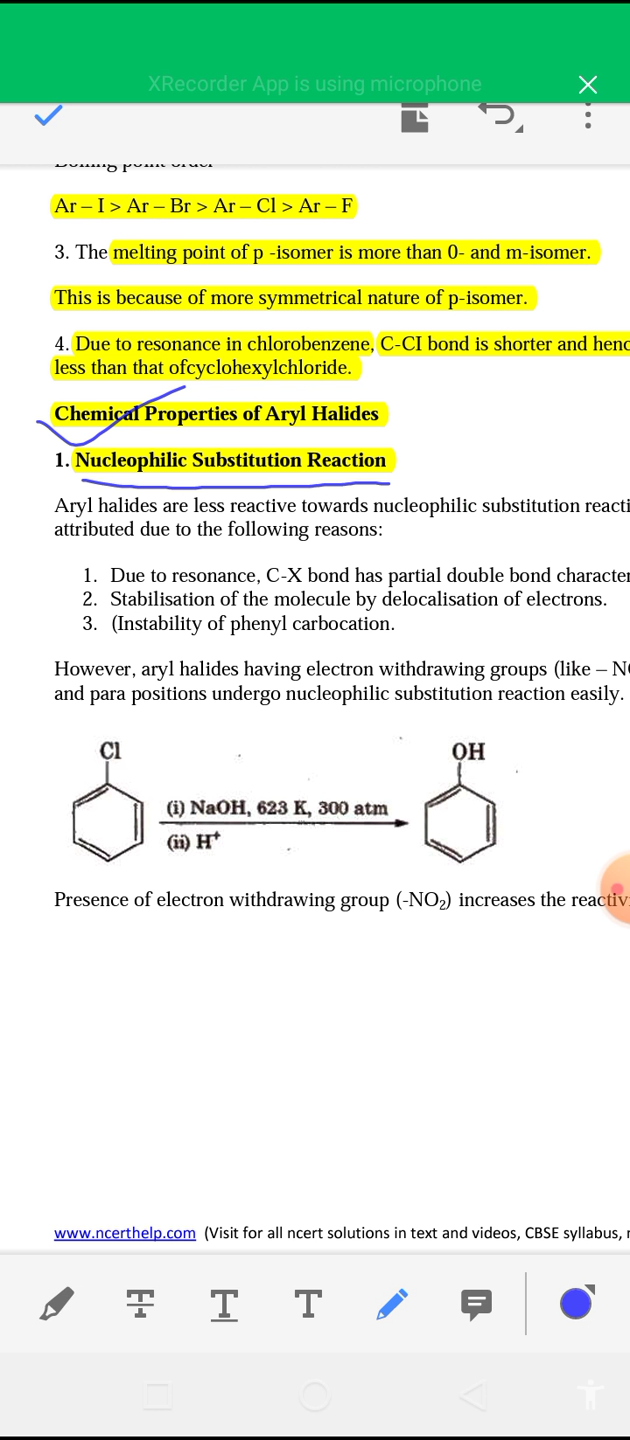 XRecorder App is using microphone
Boiling point order
Ar – I > Ar – Br > Ar – Cl > Ar – F
3. The melting point of p -isomer is more than 0- and m-isomer.
This is because of more symmetrical nature of p-isomer.
4. Due to resonance in chlorobenzene, C-CI bond is shorter and henc
less than that ofcyclohexylchloride.
Chemical Properties of Aryl Halides
1. Nucleophilic Substitution Reaction
Aryl halides are less reactive towards nucleophilic substitution reacti
attributed due to the following reasons:
1. Due to resonance, C-X bond has partial double bond character
2. Stabilisation of the molecule by delocalisation of electrons.
3. (Instability of phenyl carbocation.
However, aryl halides having electron withdrawing groups (like – N
and para positions undergo nucleophilic substitution reaction easily.
Cl
OH
(i) NaOH, 623 K, 300 atm
(ii) H⁺
Presence of electron withdrawing group (-NO₂) increases the reactiv
www.ncerthelp.com (Visit for all ncert solutions in text and videos, CBSE syllabus,